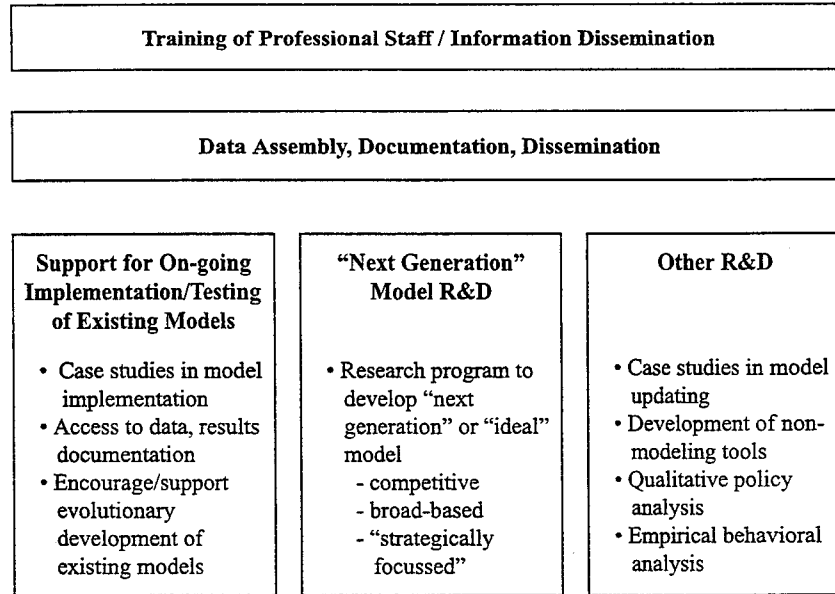 Training of Professional Staff / Information Dissemination
Data Assembly, Documentation, Dissemination
Support for On-going
Implementation/Testing
of Existing Models
• Case studies in model
implementation
• Access to data, results
documentation
• Encourage/support
evolutionary
development of
existing models
“Next Generation”
Model R&D
• Research program to
develop “next
generation” or “ideal”
model
- competitive
- broad-based
- “strategically
focussed”
Other R&D
• Case studies in model
updating
• Development of non-
modeling tools
• Qualitative policy
analysis
• Empirical behavioral
analysis